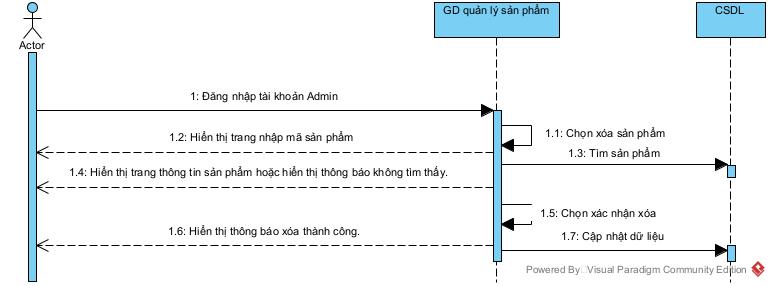 GD quản lý sản phẩm
CSDL
Actor
1: Đăng nhập tài khoản Admin
1.1: Chọn xóa sản phẩm
1.2: Hiển thị trang nhập mã sản phẩm
1.3: Tìm sản phẩm
1.4: Hiển thị trang thông tin sản phẩm hoặc hiển thị thông báo không tìm thấy.
1.5: Chọn xác nhận xóa
1.6: Hiển thị thông báo xóa thành công.
1.7: Cập nhật dữ liệu
Powered By Visual Paradigm Community Edition